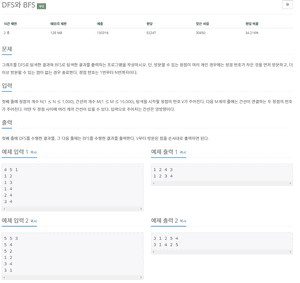 DFS와 BFS
시간 제한 메모리 제한 제출 정답 맞은 사람 정답 비율
2 초 128 MB
문제
그래프를 DFS로 탐색한 결과와 BFS로 탐색한 결과를 출력하는 프로그램을 작성하시오. 단, 방문할 수 있는 정점이 여러 개인 경우에는 정점 번호가 작은 것을 먼저 방문하고, 더
이상 방문할 수 있는 점이 없는 경우 종료한다. 정점 번호는 1번부터 N번까지이다.
입력
첫째 줄에 정점의 개수 N(1 ≤ N ≤ 1,000), 간선의 개수 M(1 ≤ M ≤ 10,000), 탐색을 시작할 정점의 번호 V가 주어진다. 다음 M개의 줄에는 간선이 연결하는 두 정점의 번호
가 주어진다. 어떤 두 정점 사이에 여러 개의 간선이 있을 수 있다. 입력으로 주어지는 간선은 양방향이다.
출력
첫째 줄에 DFS를 수행한 결과를, 그 다음 줄에는 BFS를 수행한 결과를 출력한다. V부터 방문된 점을 순서대로 출력하면 된다.
예제 입력 1 복사
4 5 1
1 2
1 3
1 4
2 4
3 4
예제 출력 1 복사
1 2 4 3
1 2 3 4
예제 입력 2 복사
5 5 3
5 4
5 2
1 2
3 4
3 1
예제 출력 2 복사
3 1 2 5 4
3 1 4 2 5